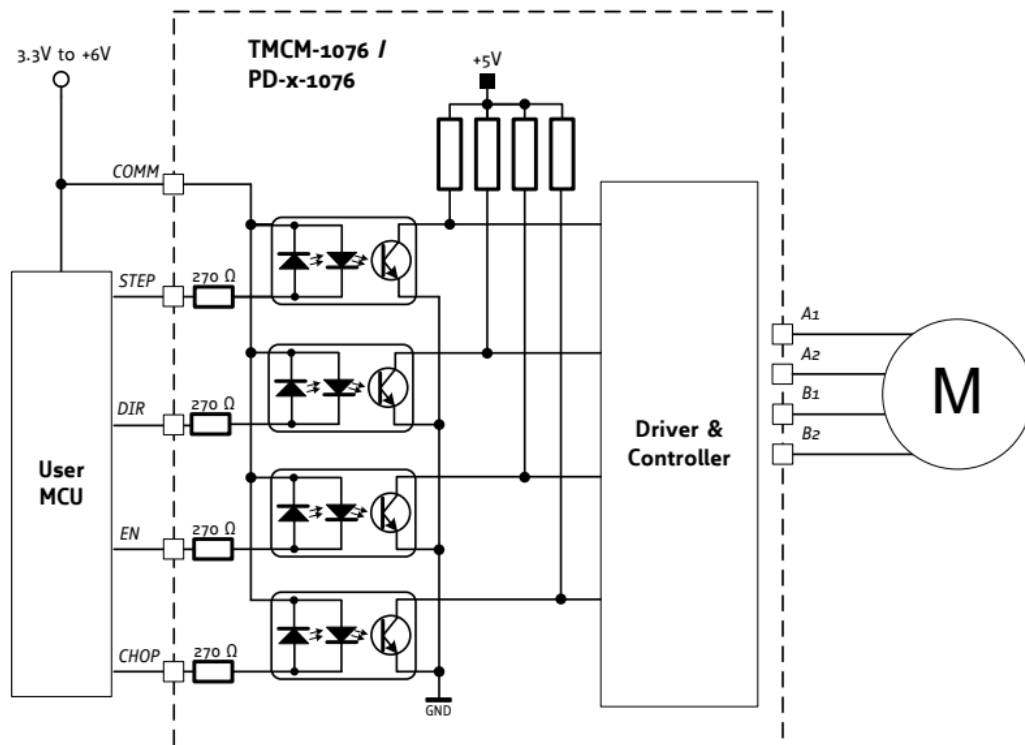 3.3V to +6V
TMCM-1076 /
PD-x-1076
+5V
COMM
STEP
270 Ω
DIR
270 Ω
EN
270 Ω
CHOP
270 Ω
User
MCU
Driver &
Controller
A1
A2
B1
B2
M
GND